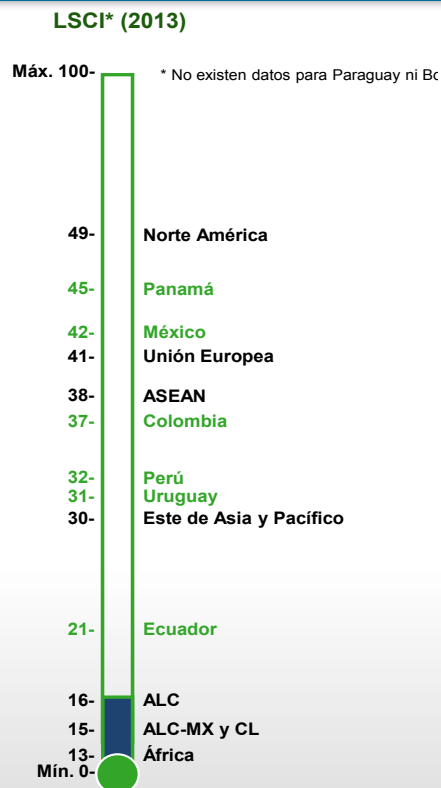 LSCI* (2013)
Máx. 100-
* No existen datos para Paraguay ni
49- Norte América
45- Panamá
42- México
41- Unión Europea
38- ASEAN
37- Colombia
32- Perú
31- Uruguay
30- Este de Asia y Pacífico
21- Ecuador
16- ALC
15- ALC-MX y CL
13- África
Mín. 0-